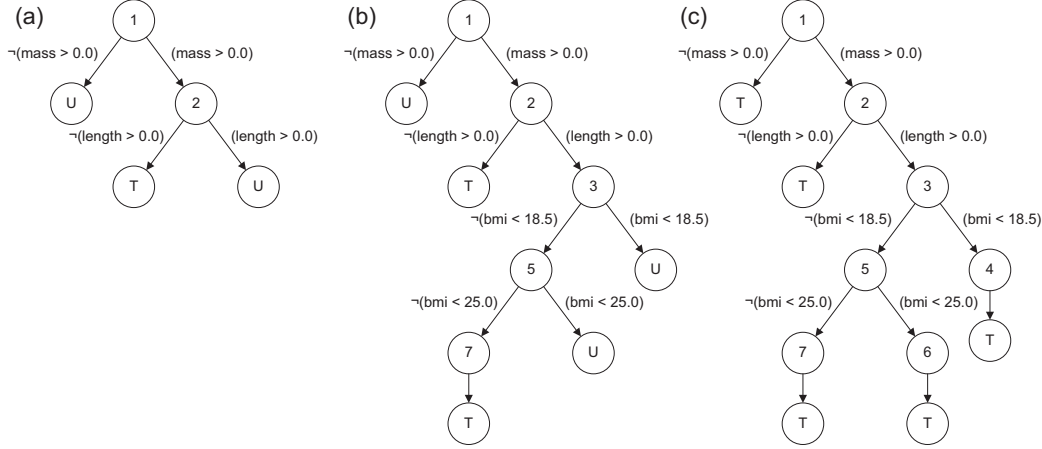 (a)
1
¬(mass > 0.0) (mass > 0.0)
U 2
¬(length > 0.0) (length > 0.0)
T U
(b)
1
¬(mass > 0.0) (mass > 0.0)
U 2
¬(length > 0.0) (length > 0.0)
T 3
¬(bmi < 18.5) (bmi < 18.5)
5 U
¬(bmi < 25.0) (bmi < 25.0)
7 U
T
(c)
1
¬(mass > 0.0) (mass > 0.0)
T 2
¬(length > 0.0) (length > 0.0)
T 3
¬(bmi < 18.5) (bmi < 18.5)
5 4
¬(bmi < 25.0) (bmi < 25.0)
T
7 6
T T